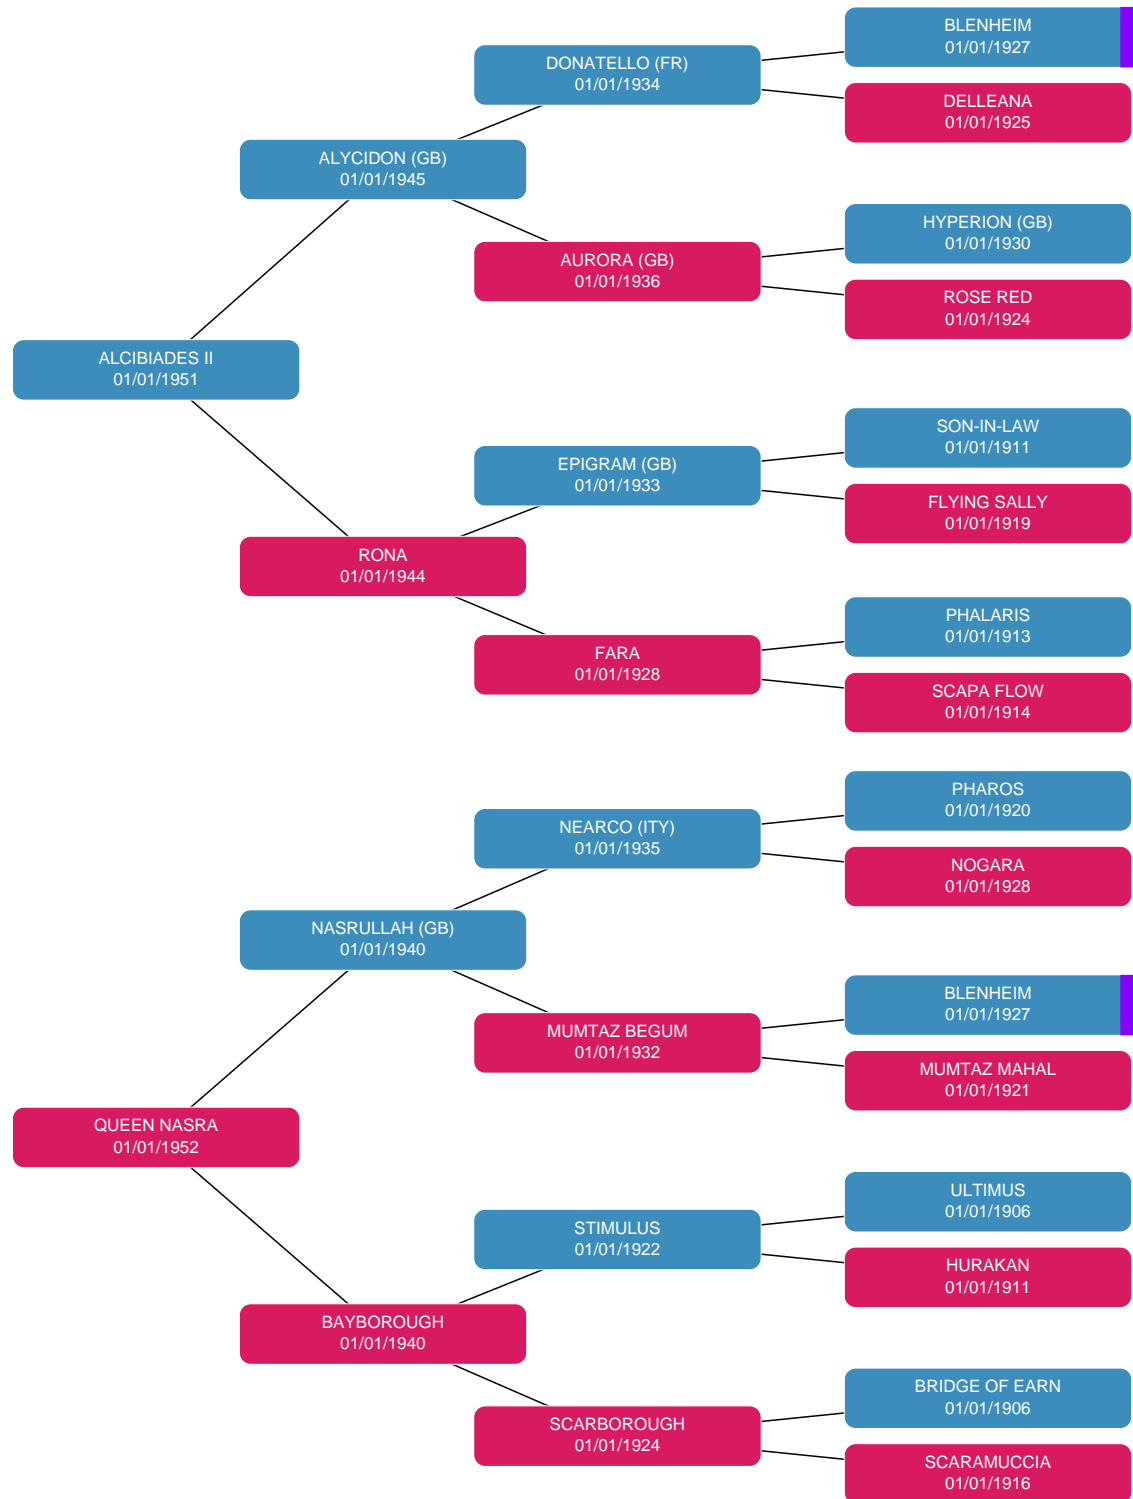 BLENHEIM
01/01/1927
DONATELLO (FR)
01/01/1934
DELLEANA
01/01/1925
ALYCIDON (GB)
01/01/1945
HYPERION (GB)
01/01/1930
AURORA (GB)
01/01/1936
ROSE RED
01/01/1924
ALCIBIADES II
01/01/1951
SON-IN-LAW
01/01/1911
EPIGRAM (GB)
01/01/1933
FLYING SALLY
01/01/1919
RONA
01/01/1944
PHALARIS
01/01/1913
FARA
01/01/1928
SCAPA FLOW
01/01/1914
PHAROS
01/01/1920
NEARCO (ITY)
01/01/1935
NOGARA
01/01/1928
NASRULLAH (GB)
01/01/1940
BLENHEIM
01/01/1927
MUMTAZ BEGUM
01/01/1932
MUMTAZ MAHAL
01/01/1921
QUEEN NASRA
01/01/1952
ULTIMUS
01/01/1906
STIMULUS
01/01/1922
HURAKAN
01/01/1911
BAYBOROUGH
01/01/1940
BRIDGE OF EARN
01/01/1906
SCARBOROUGH
01/01/1924
SCARAMUCCIA
01/01/1916